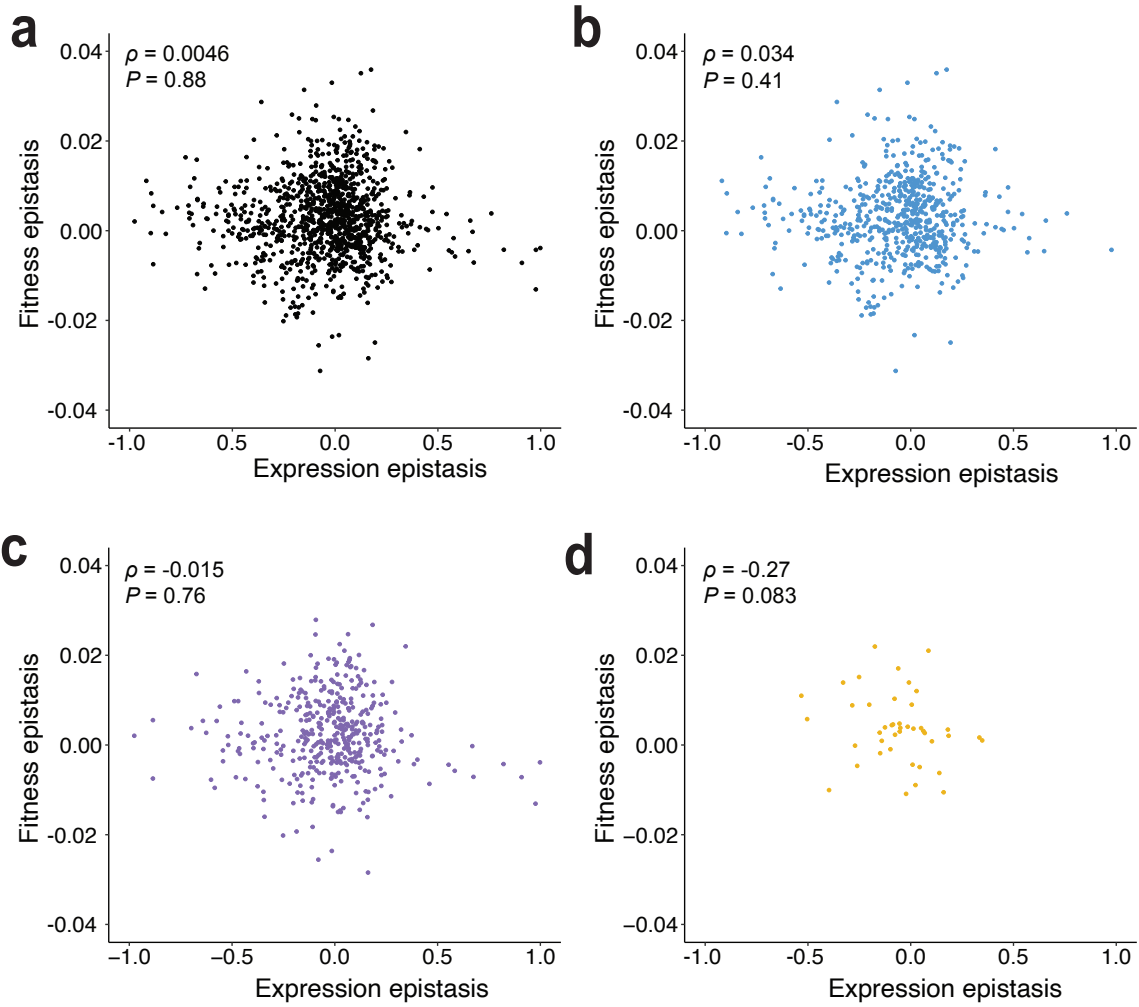 a
ρ = 0.0046
P = 0.88
0.04
0.02
0.00
-0.02
-0.04
Fitness epistasis
-1.0 0.5 0.0 0.5 1.0
Expression epistasis
b
ρ = 0.034
P = 0.41
0.04
0.02
0.00
-0.02
-0.04
Fitness epistasis
-1.0 -0.5 0.0 0.5 1.0
Expression epistasis
c
ρ = -0.015
P = 0.76
0.04
0.02
0.00
-0.02
-0.04
Fitness epistasis
−1.0 −0.5 0.0 0.5 1.0
Expression epistasis
d
ρ = -0.27
P = 0.083
0.04
0.02
0.00
−0.02
−0.04
Fitness epistasis
-1.0 -0.5 0.0 0.5 1.0
Expression epistasis